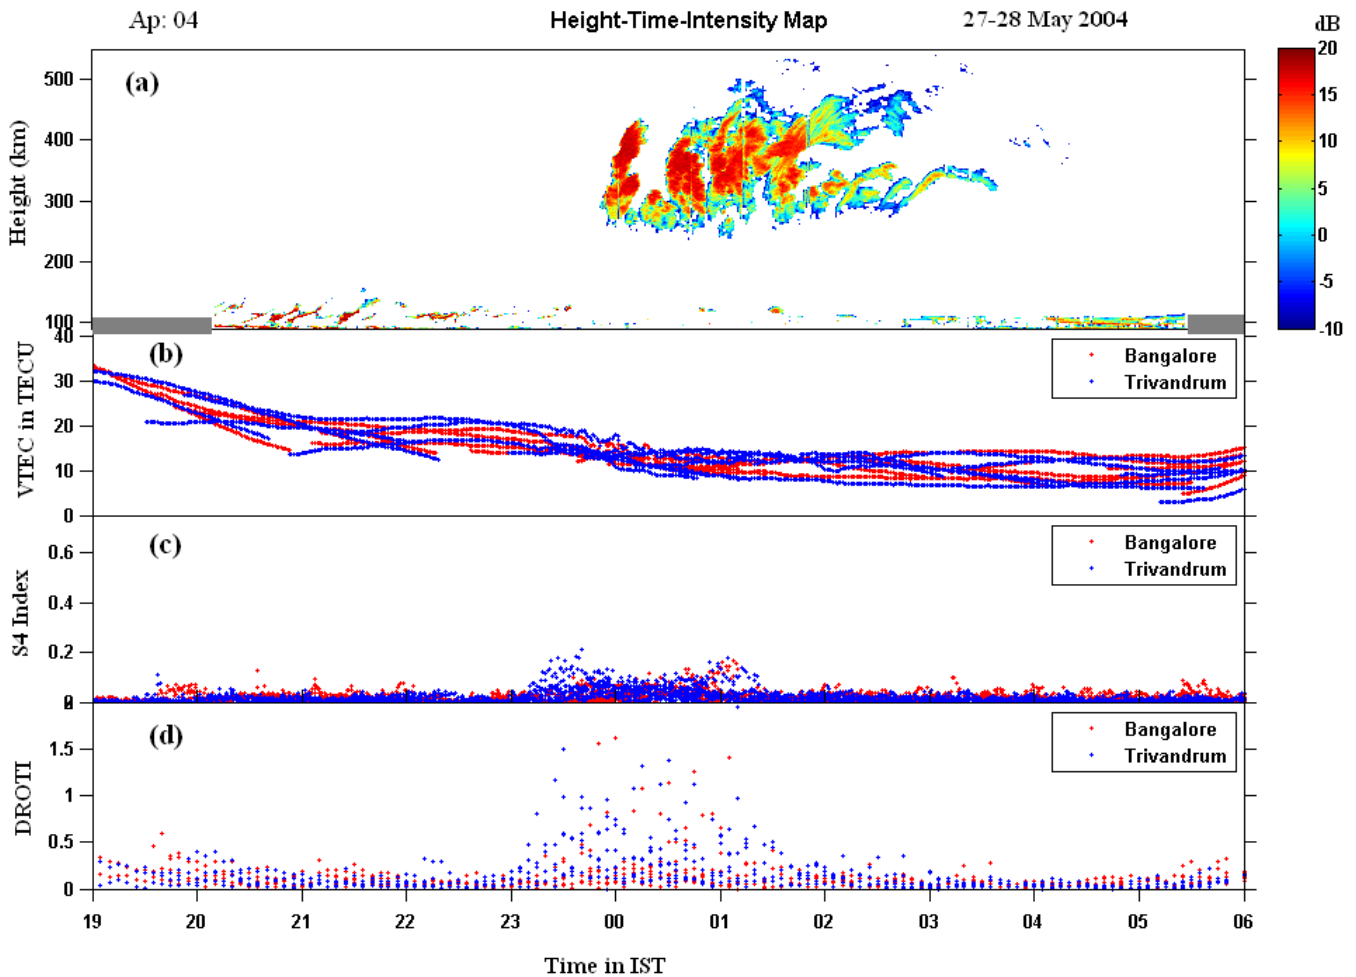 Ap: 04 Height-Time-Intensity Map 27-28 May 2004 dB
(a)
Height (km)
500
400
300
200
100
20
15
10
5
0
-5
-10
(b)
VTEC in TECU
40
30
20
10
0
Bangalore
Trivandrum
(c)
S4 Index
0.6
0.4
0.2
Bangalore
Trivandrum
(d)
DROTI
2
1.5
1
0.5
0
Bangalore
Trivandrum
19 20 21 22 23 00 01 02 03 04 05 06
Time in IST